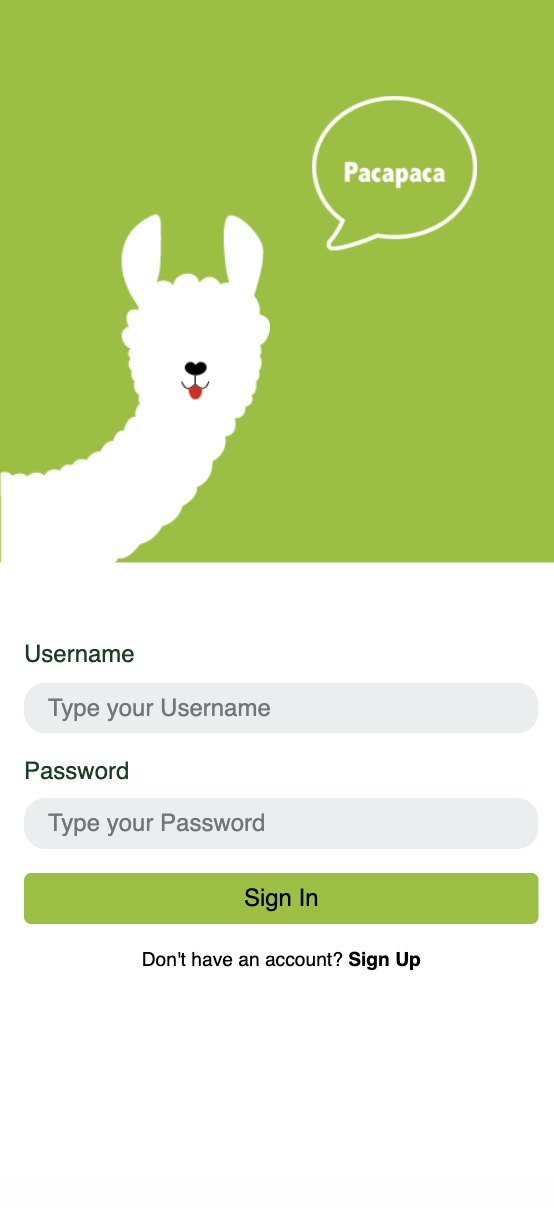 Pacapaca
Username
Type your Username
Password
Type your Password
Sign In
Don't have an account? Sign Up